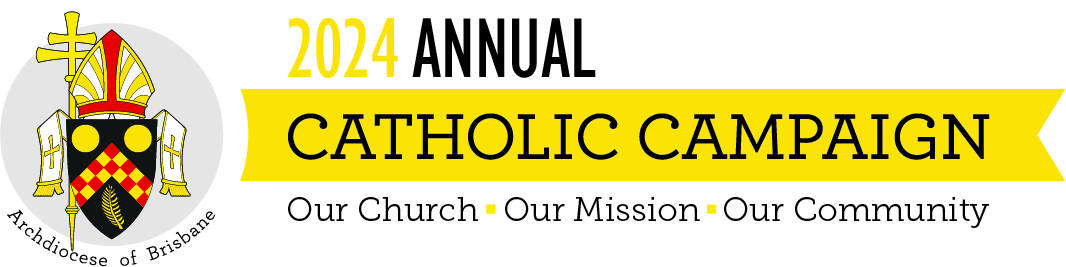 2024 ANNUAL
CATHOLIC CAMPAIGN
Our Church ▪ Our Mission ▪ Our Community
Archdiocese of Brisbane